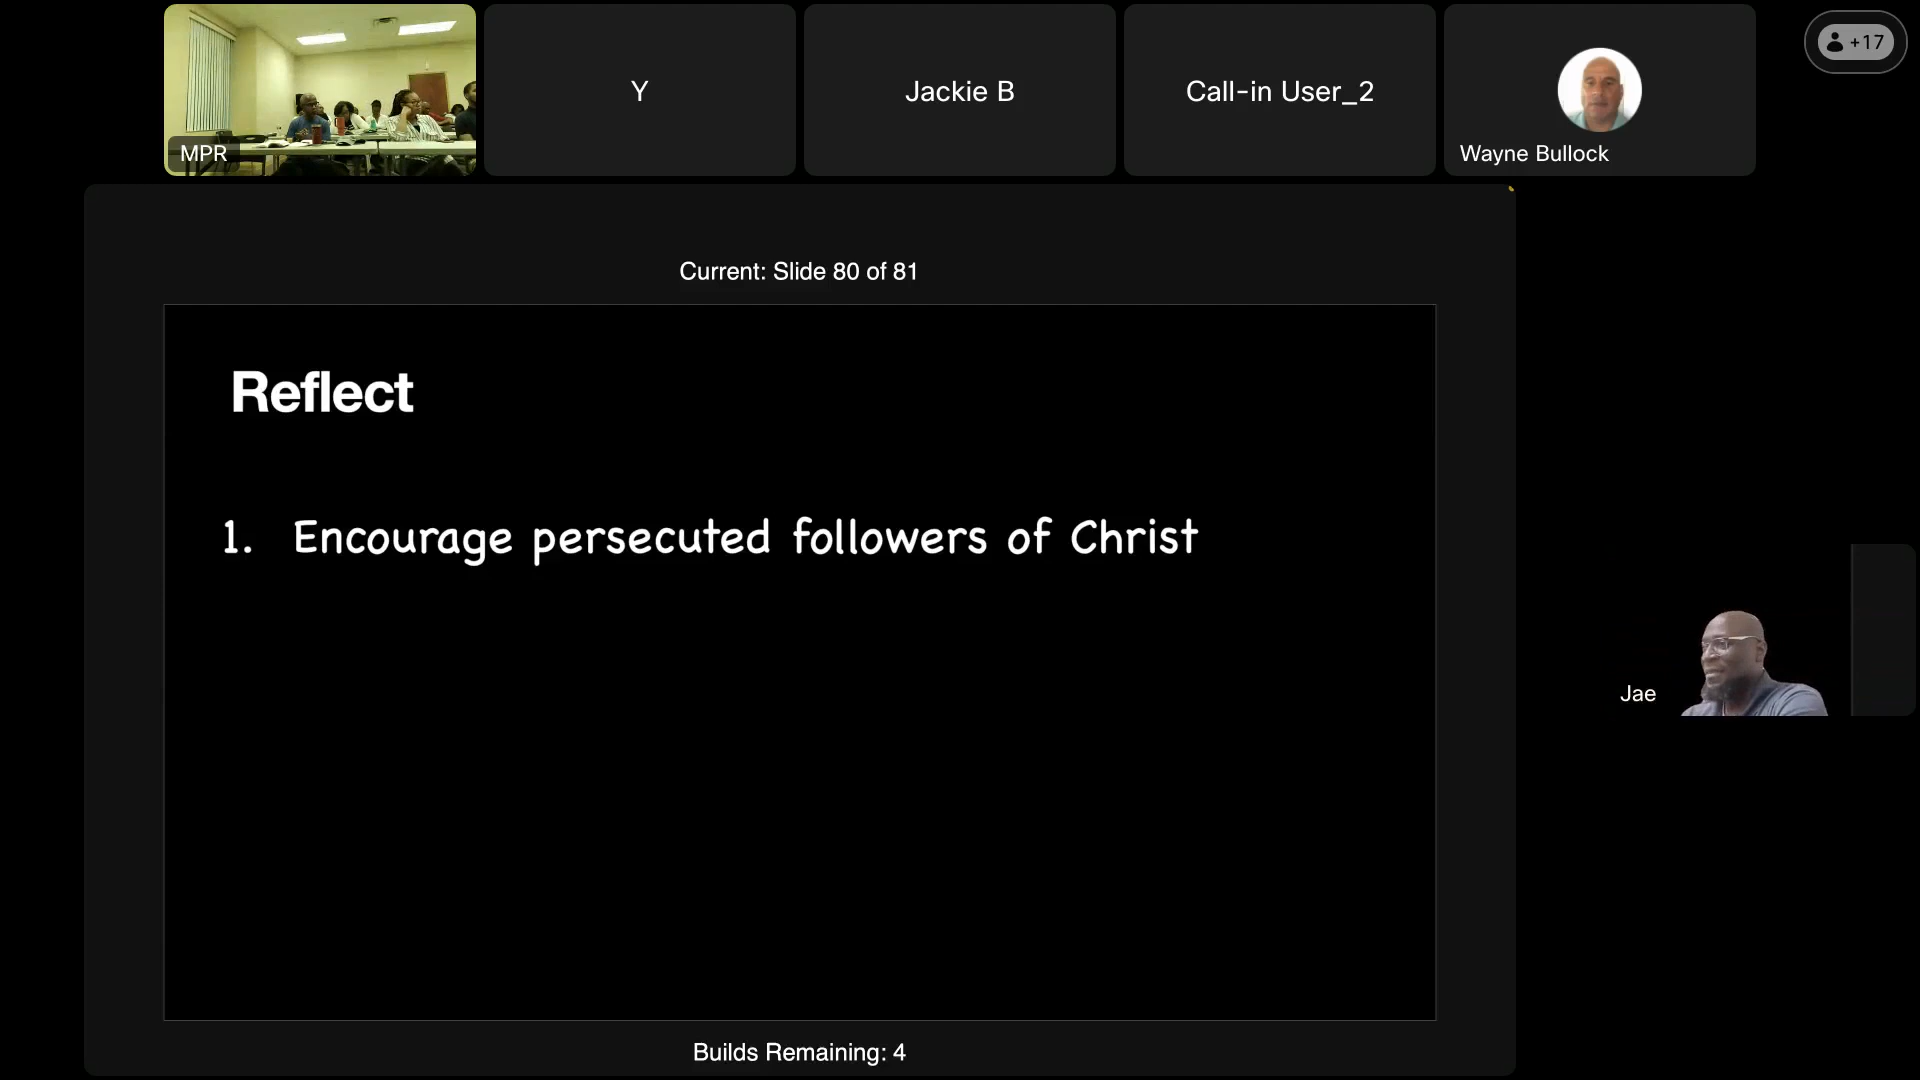 MPR
Y
Jackie B
Call-in User_2
Wayne Bullock
+17
Current: Slide 80 of 81
Reflect
1. Encourage persecuted followers of Christ
Jae
Builds Remaining: 4